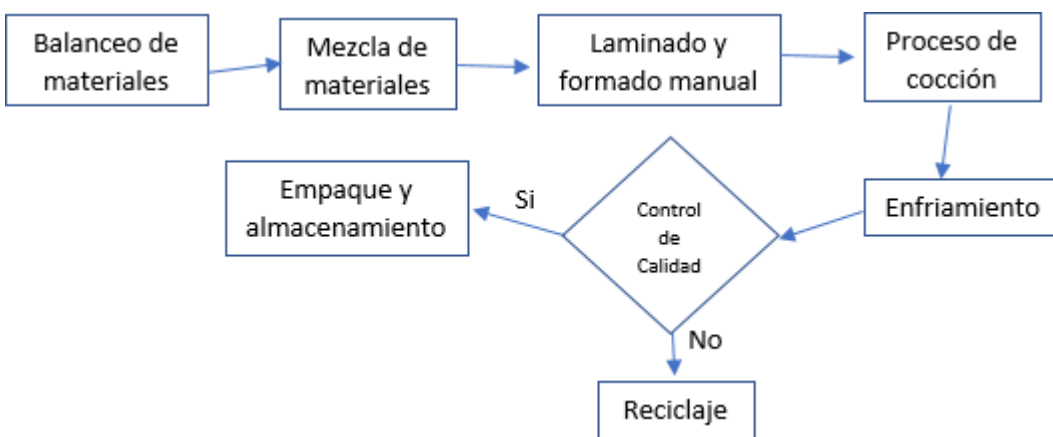 Balanceo de
materiales
Mezcla de
materiales
Laminado y
formado manual
Proceso de
cocción
Empaque y
almacenamiento
Si
Control
de
Calidad
Enfriamiento
No
Reciclaje